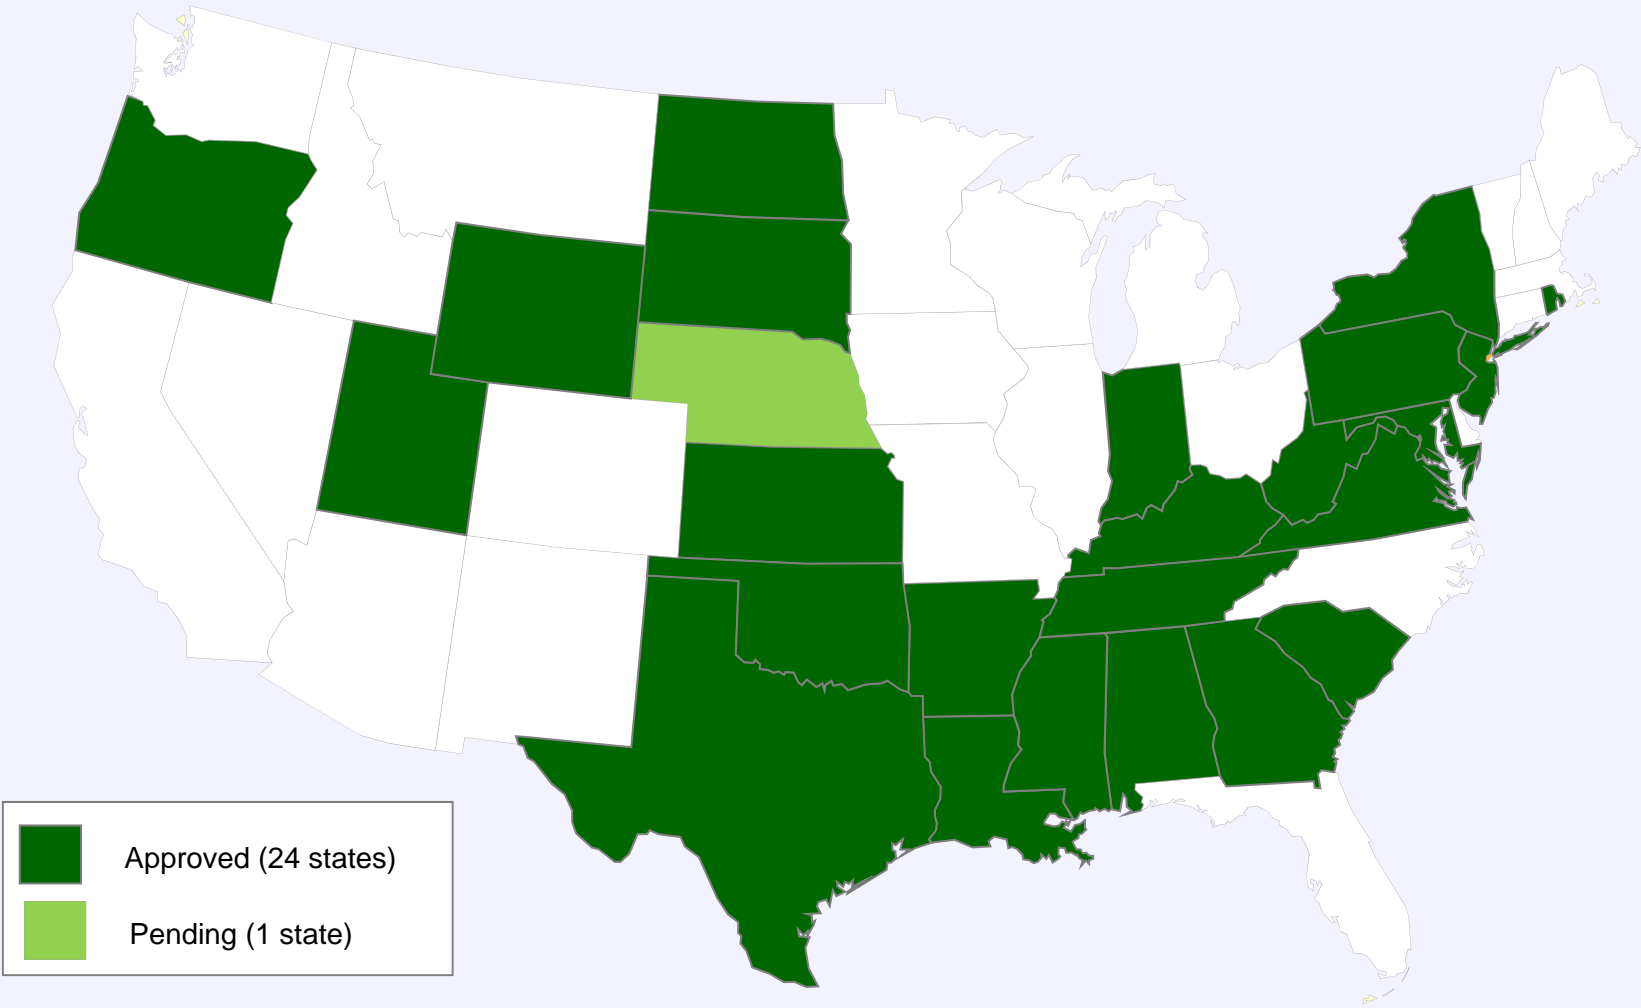 Approved (24 states)
Pending (1 state)